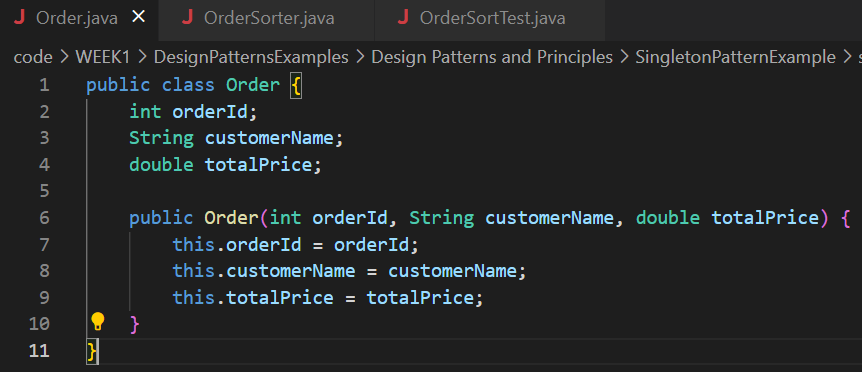 J Order.java × J OrderSorter.java J OrderSortTest.java
code > WEEK1 > DesignPatternsExamples > Design Patterns and Principles > SingletonPatternExample >
1 public class Order {
2     int orderId;
3     String customerName;
4     double totalPrice;
5
6     public Order(int orderId, String customerName, double totalPrice) {
7         this.orderId = orderId;
8         this.customerName = customerName;
9         this.totalPrice = totalPrice;
10     }
11 }